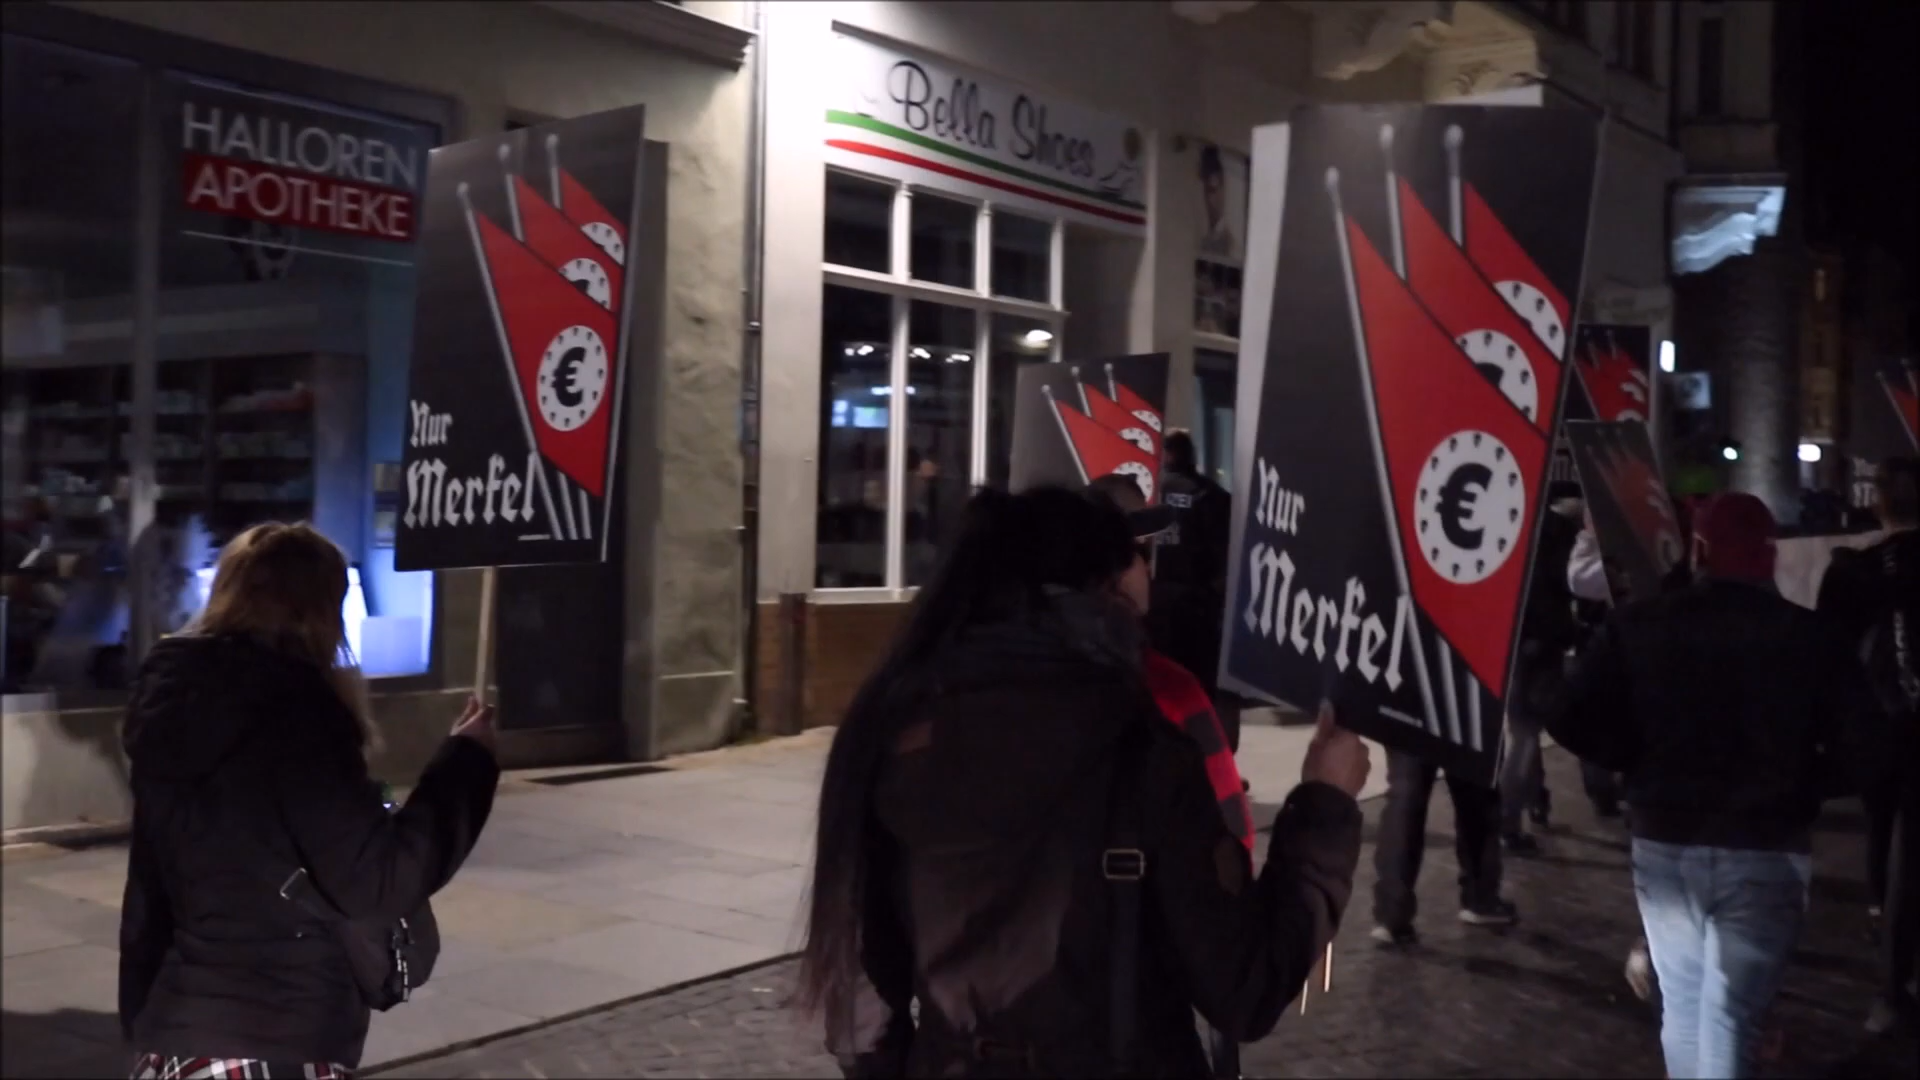 HALLOREN
APOTHEKE
Bella Shoes
€
Nur
Merkel
€
Nur
Merkel